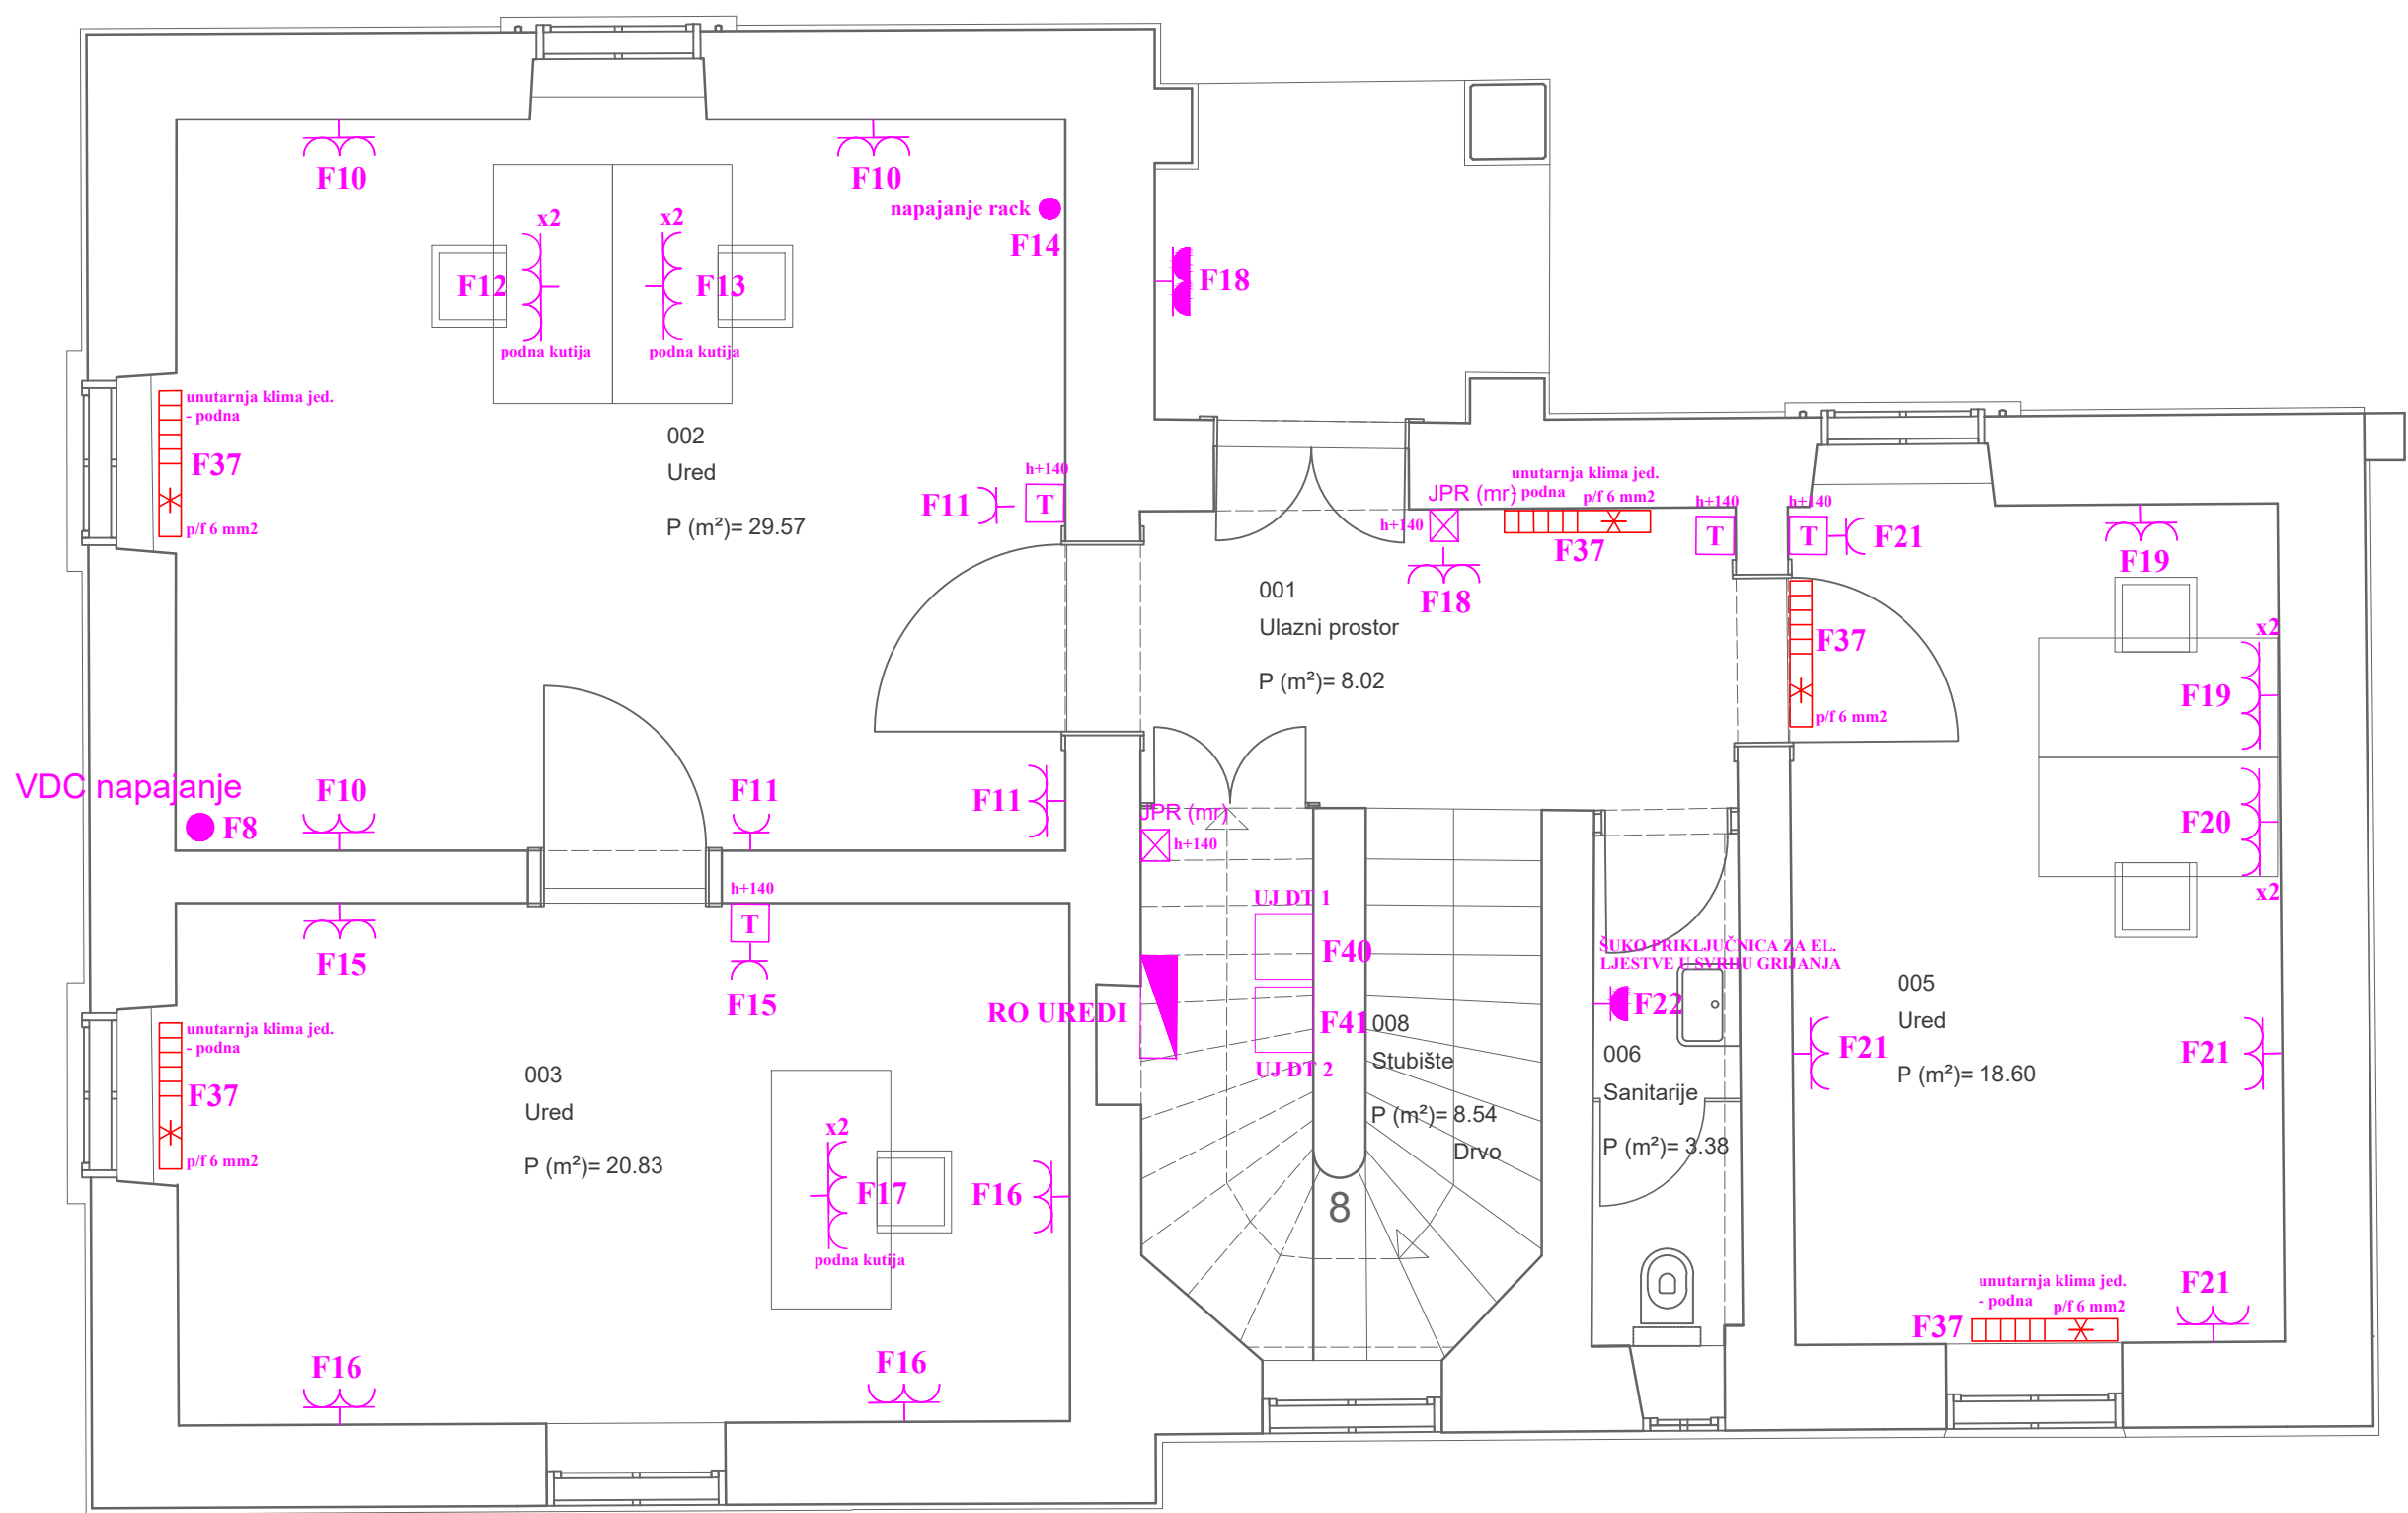 F10
F10
napajanje rack
F14
x2
x2
F12
F13
podna kutija
podna kutija
F18
unutarnja klima jed.
- podna
F37
p/f 6 mm2
002
Ured
P (m²)= 29.57
h+140
F11
T
JPR (mr)
h+140
F18
unutarnja klima jed.
- podna
p/f 6 mm2
F37
h+140
T
h+140
T
F21
F19
001
Ulazni prostor
P (m²)= 8.02
F37
p/f 6 mm2
x2
F19
F20
x2
VDC napajanje
F8
F10
F11
F11
JPR (mr)
h+140
h+140
T
F15
F15
UJ DT 1
F40
RO UREDI
F41
UJ DT 2
008
Stubište
P (m²)= 8.54
Drvo
8
ŠUKO PRIKLJUČNICA ZA EL.
LJESTVE U SVRHU GRIJANJA
F22
006
Sanitarije
P (m²)= 3.38
005
Ured
P (m²)= 18.60
F21
F21
unutarnja klima jed.
- podna
F37
p/f 6 mm2
003
Ured
P (m²)= 20.83
x2
F17
podna kutija
F16
F16
F16
unutarnja klima jed.
- podna
p/f 6 mm2
F37
F21